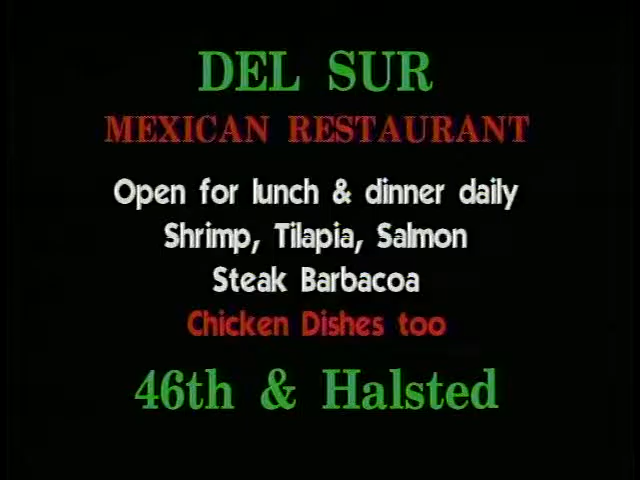 DEL SUR
MEXICAN RESTAURANT
Open for lunch & dinner daily
Shrimp, Tilapia, Salmon
Steak Barbacoa
Chicken Dishes too
46th & Halsted